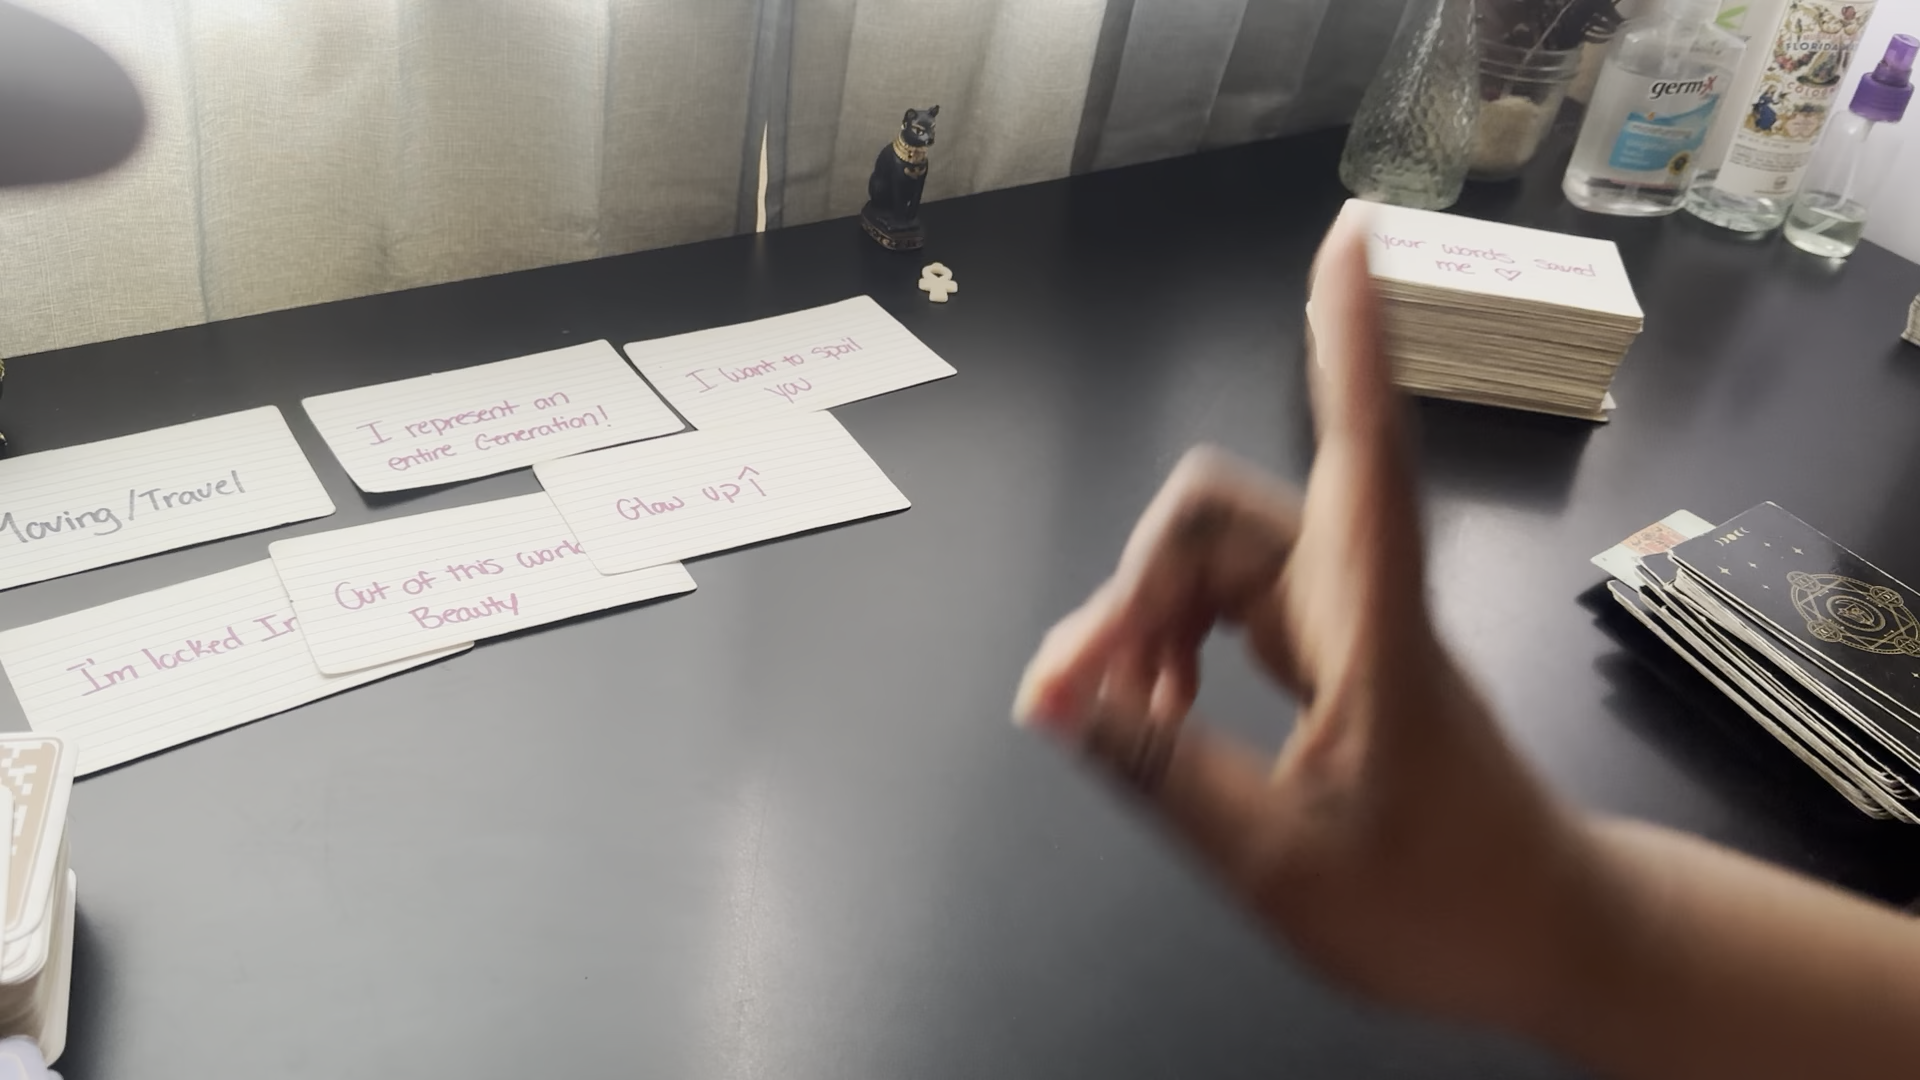 Moving/Travel
I represent an
entire Generation!
I want to spoil
you
I'm locked In
Out of this world
Beauty
Glow up↑
your words saved
me ♡
germ-x
FLORIDA
COLOGNE